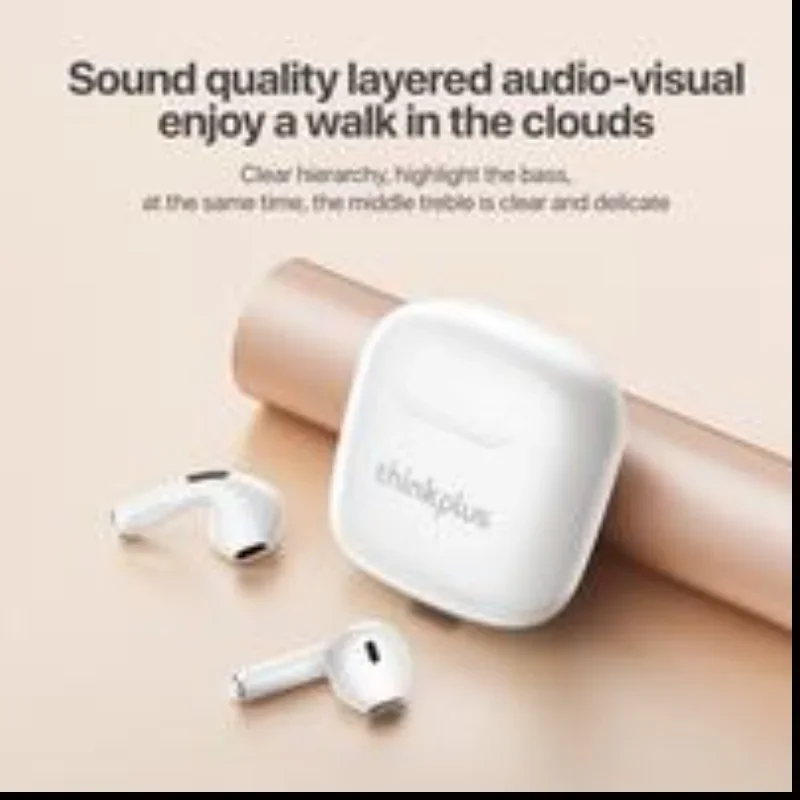 Sound quality layered audio-visual
enjoy a walk in the clouds
Clear hierarchy, highlight the bass,
at the same time, the middle treble is clear and delicate
thinkplus